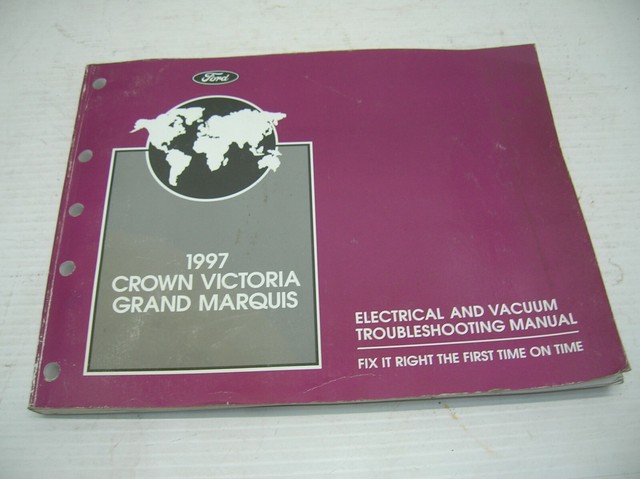 Ford
1997
CROWN VICTORIA
GRAND MARQUIS
ELECTRICAL AND VACUUM
TROUBLESHOOTING MANUAL
FIX IT RIGHT THE FIRST TIME ON TIME